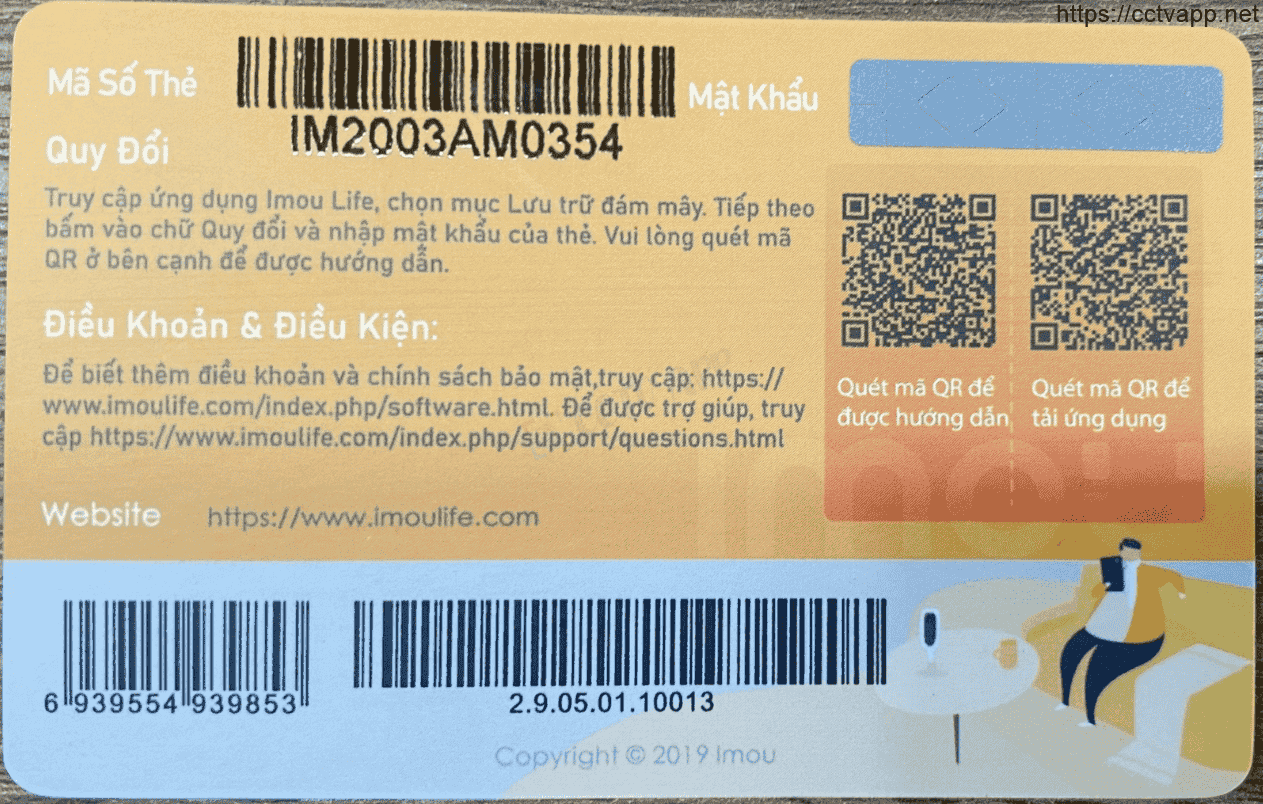 https://cctvapp.net
Mã Số Thẻ
IM2003AM0354
Mật Khẩu
Quy Đổi
Truy cập ứng dụng Imou Life, chọn mục Lưu trữ đám mây. Tiếp theo
bấm vào chữ Quy đổi và nhập mật khẩu của thẻ. Vui lòng quét mã
QR ở bên cạnh để được hướng dẫn.
Điều Khoản & Điều Kiện:
Để biết thêm điều khoản và chính sách bảo mật,truy cập: https://
www.imoulife.com/index.php/software.html. Để được trợ giúp, truy
cập https://www.imoulife.com/index.php/support/questions.html
Quét mã QR để
được hướng dẫn
Quét mã QR để
tải ứng dụng
imou
Website https://www.imoulife.com
6 939554 939853
2.9.05.01.10013
Copyright © 2019 Imou